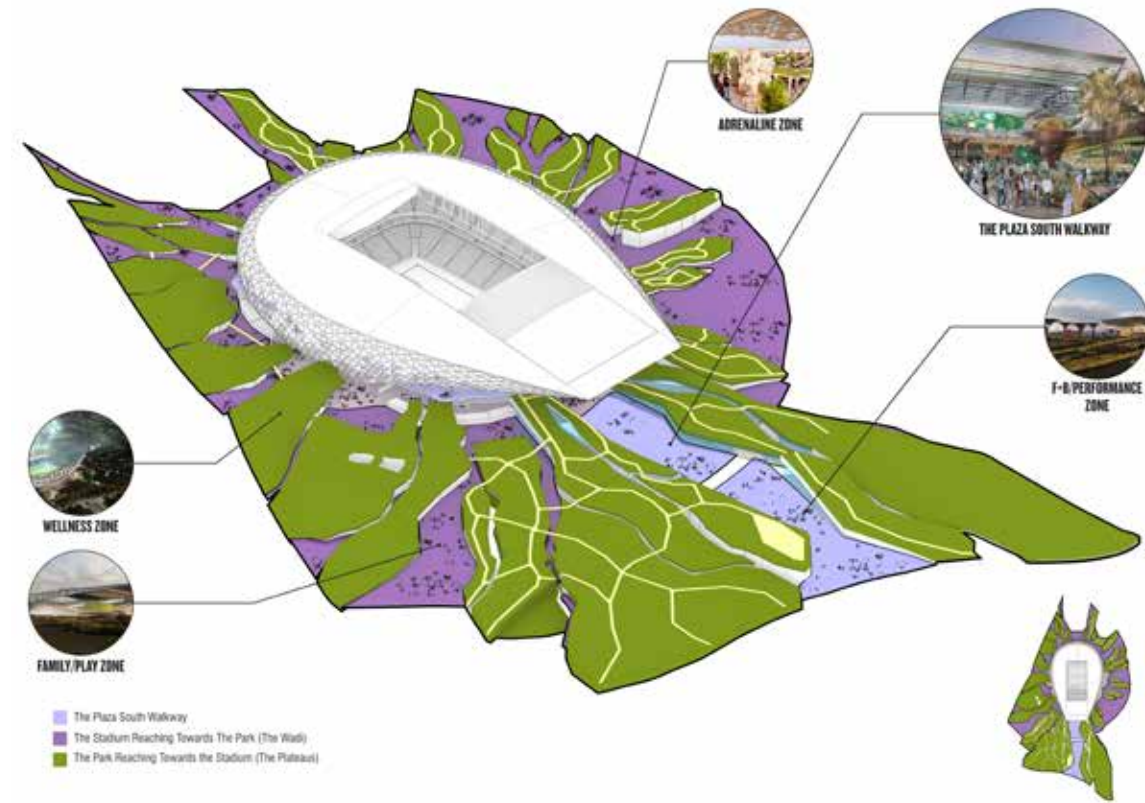 ADRENALINE ZONE
THE PLAZA SOUTH WALKWAY
F+B/PERFORMANCE
ZONE
WELLNESS ZONE
FAMILY/PLAY ZONE
The Plaza South Walkway
The Stadium Reaching Towards The Park (The Wadi)
The Park Reaching Towards the Stadium (The Plateaus)